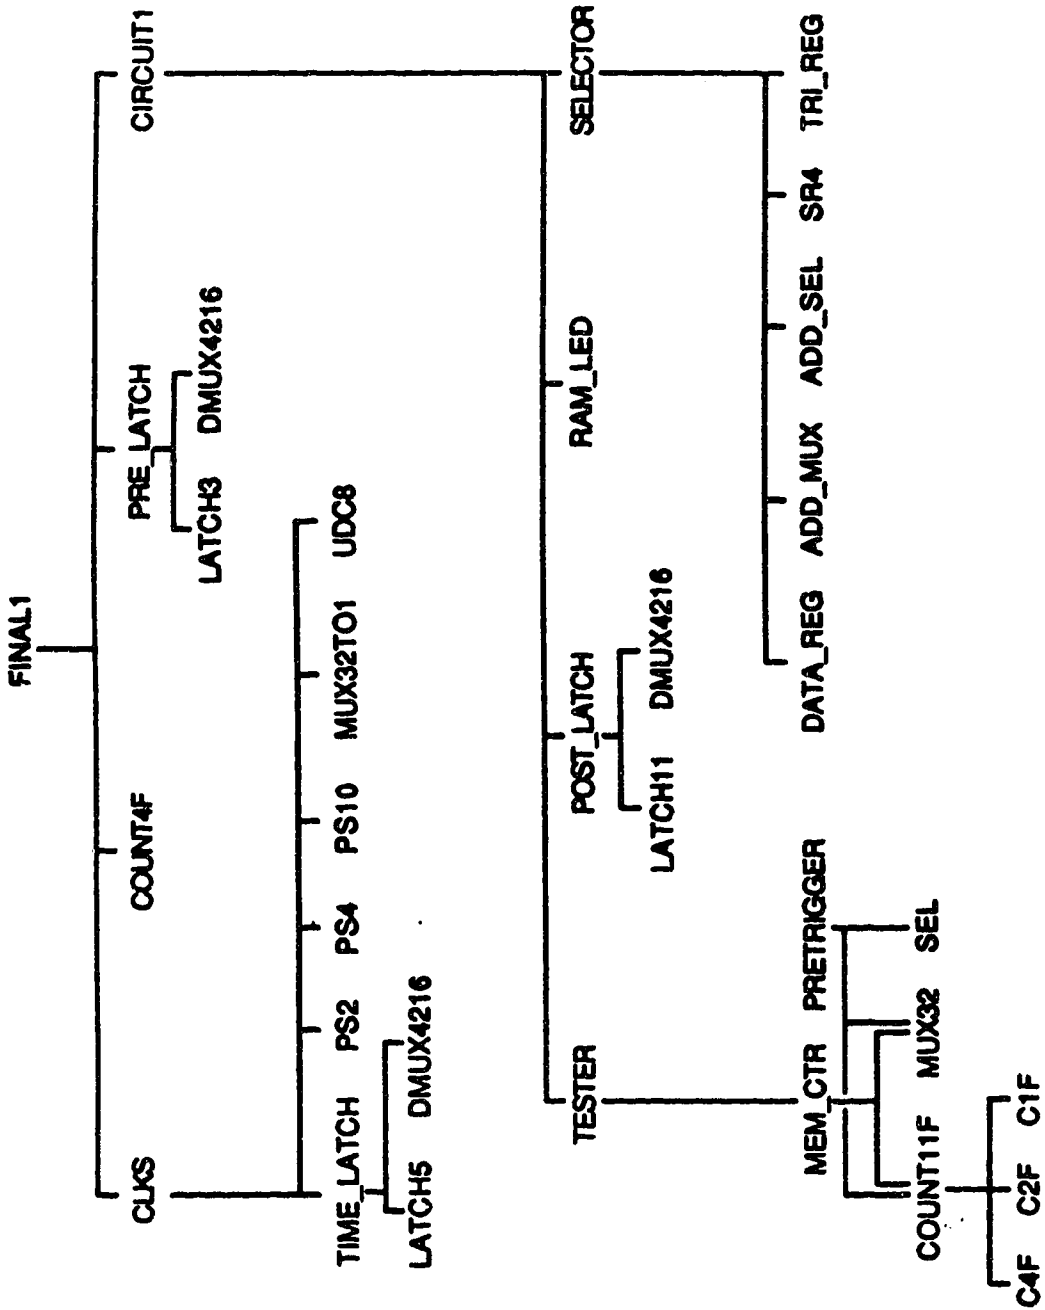 FINAL1
CLKS COUNT4F PRE_LATCH CIRCUIT1
LATCH3 DMUX4216
TIME_LATCH PS2 PS4 PS10 MUX32TO1 UDC8
LATCH5 DMUX4216
TESTER POST_LATCH RAM_LED SELECTOR
LATCH11 DMUX4216
MEM_CTR PRETRIGGER DATA_REG ADD_MUX ADD_SEL SR4 TRI_REG
COUNT11F MUX32 SEL
C4F C2F C1F